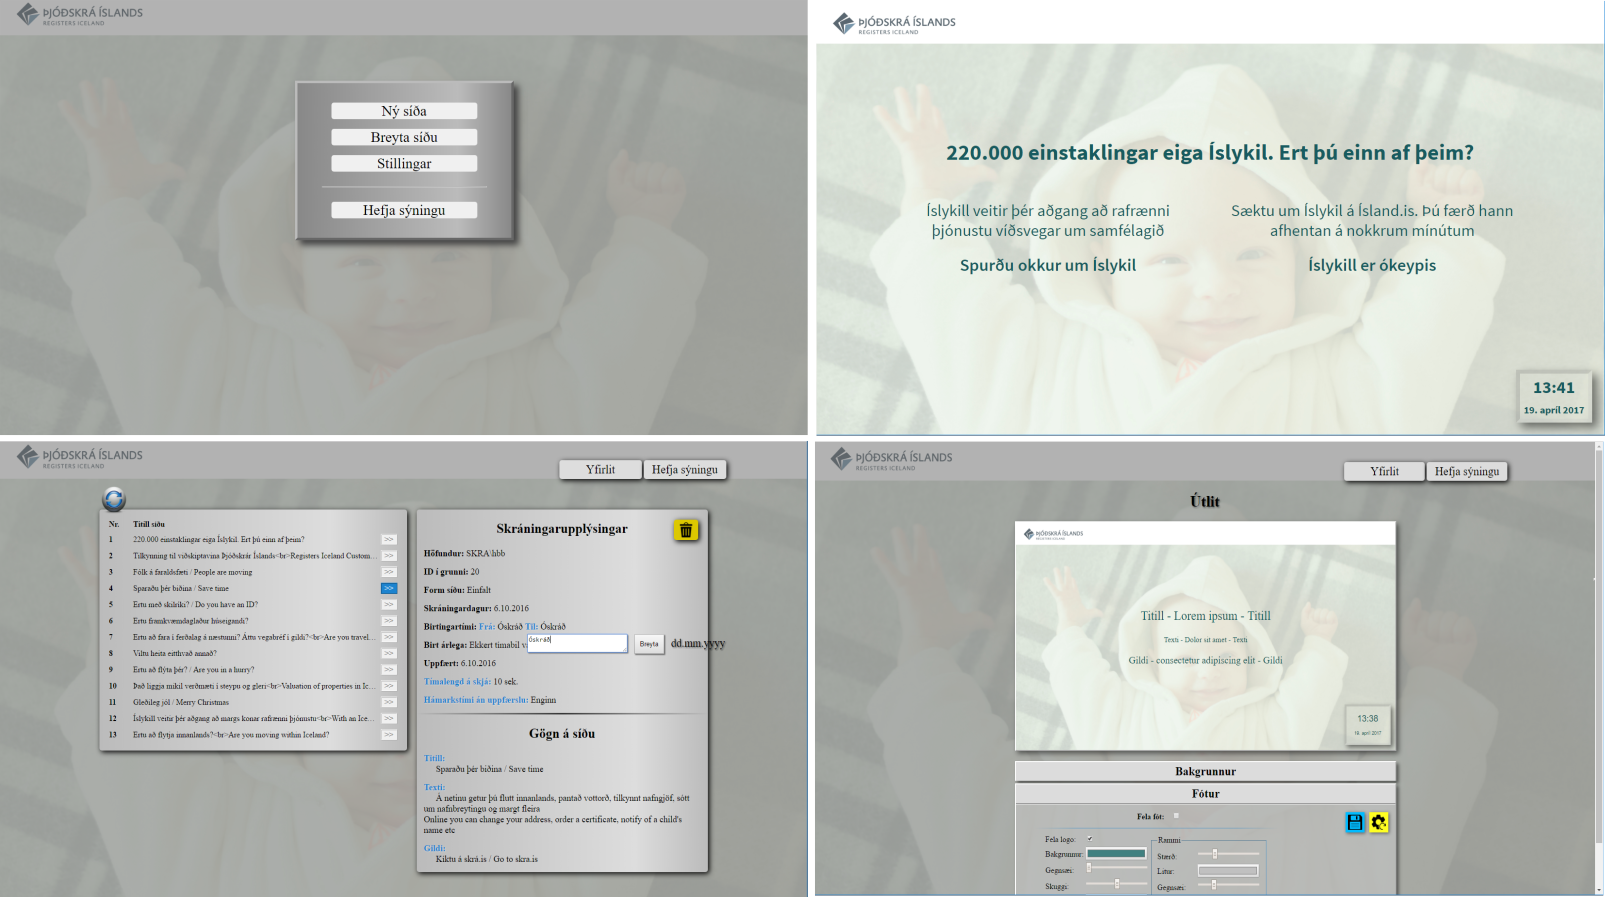 ÞJÓÐSKRÁ ÍSLANDS
REGISTERS ICELAND
Ný síða
Breyta síðu
Stillingar
Hefja sýningu
ÞJÓÐSKRÁ ÍSLANDS
REGISTERS ICELAND
220.000 einstaklingar eiga Íslykil. Ert þú einn af þeim?
Íslykill veitir þér aðgang að rafrænni
þjónustu víðsvegar um samfélagið
Spurðu okkur um Íslykil
Sæktu um Íslykil á Ísland.is. Þú færð hann
afhentan á nokkrum mínútum
Íslykill er ókeypis
13:41
19. apríl 2017
ÞJÓÐSKRÁ ÍSLANDS
REGISTERS ICELAND
Yfirlit
Hefja sýningu
Nr. Titill síðu
1 220.000 einstaklingar eiga Íslykil. Ert þú einn af þeim? >>
2 Tilkynning til viðskiptavina Þjóðskrár Íslands<br>Registers Iceland Custom... >>
3 Fólk á faraldsfæti / People are moving >>
4 Sparaðu þér biðina / Save time >>
5 Ertu með skilríki? / Do you have an ID? >>
6 Ertu framkvæmdaglaður húseigandi? >>
7 Ertu að fara í ferðalag á næstunni? Áttu vegabréf í gildi?<br>Are you travel... >>
8 Viltu heita eitthvað annað? >>
9 Ertu að flýta þér? / Are you in a hurry? >>
10 Það liggja mikil verðmæti í steypu og gleri<br>Valuation of properties in Ic... >>
11 Gleðileg jól / Merry Christmas >>
12 Íslykill veitir þér aðgang að margs konar rafrænni þjónustu<br>With an Ice... >>
13 Ertu að flytja innanlands?<br>Are you moving within Iceland? >>
Skráningarupplýsingar
Höfundur: SKRA\hbb
ID í grunni: 20
Form síðu: Einfalt
Skráningardagur: 6.10.2016
Birtingartími: Frá: Óskráð Til: Óskráð
Birt árlega: Ekkert tímabil v
Óskráð
Breyta
dd.mm.yyyy
Uppfært: 6.10.2016
Tímalengd á skjá: 10 sek.
Hámarkstími án uppfærslu: Enginn
Gögn á síðu
Titill:
Sparaðu þér biðina / Save time
Texti:
Á netinu getur þú flutt innanlands, pantað vottorð, tilkynnt nafngjöf, sótt
um nafnbreytingu og margt fleira
Online you can change your address, order a certificate, notify of a child's
name etc
Gildi:
Kíktu á skrá.is / Go to skra.is
ÞJÓÐSKRÁ ÍSLANDS
REGISTERS ICELAND
Yfirlit
Hefja sýningu
Útlit
ÞJÓÐSKRÁ ÍSLANDS
REGISTERS ICELAND
Titill - Lorem ipsum - Titill
Texti - Dolor sit amet - Texti
Gildi - consectetur adipiscing elit - Gildi
13:38
19. apríl 2017
Bakgrunnur
Fótur
Fela fót:
Fela logo:
Bakgrunnur:
Gegnsæi:
Skuggi:
Rammi
Stærð:
Litur:
Gegnsæi: